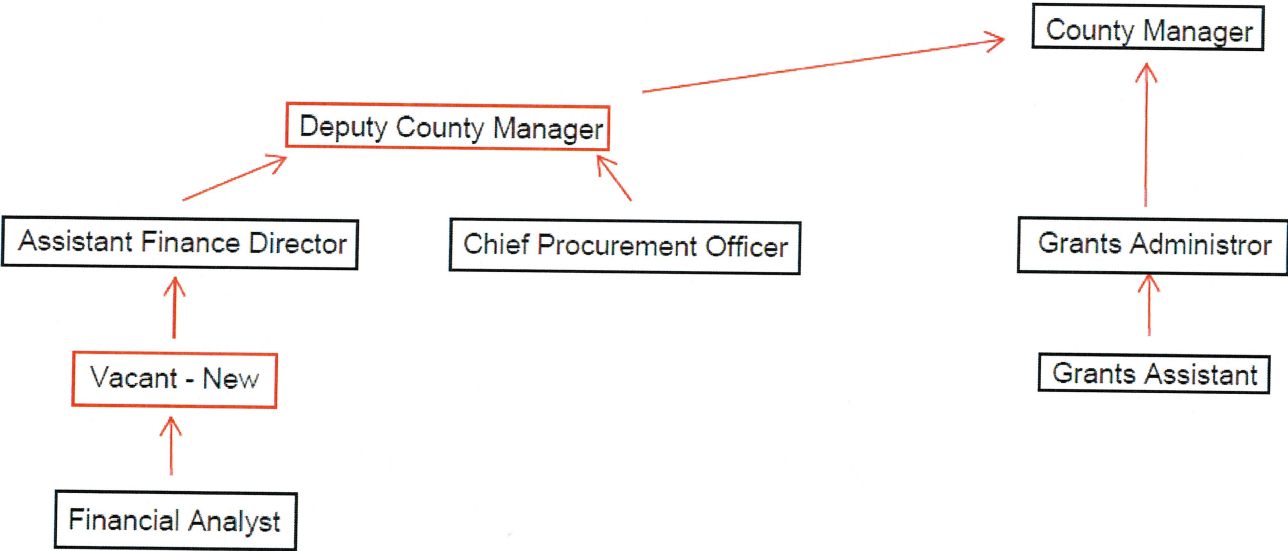 County Manager
Deputy County Manager
Assistant Finance Director
Chief Procurement Officer
Grants Administror
Vacant - New
Grants Assistant
Financial Analyst